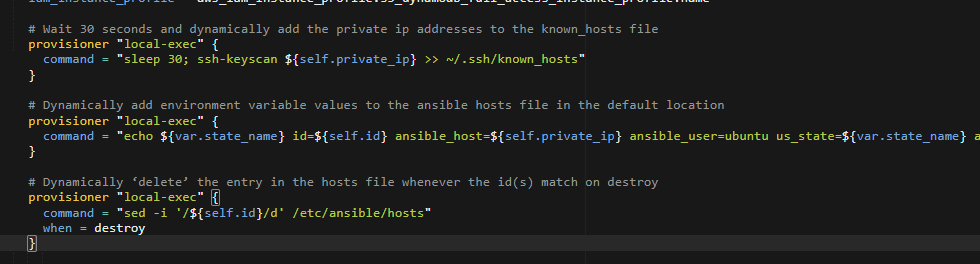 # Wait 30 seconds and dynamically add the private ip addresses to the known_hosts file
provisioner "local-exec" {
command = "sleep 30; ssh-keyscan ${self.private_ip} >> ~/.ssh/known_hosts"
}
# Dynamically add environment variable values to the ansible hosts file in the default location
provisioner "local-exec" {
command = "echo ${var.state_name} id=${self.id} ansible_host=${self.private_ip} ansible_user=ubuntu us_state=${var.state_name} a
}
# Dynamically ‘delete’ the entry in the hosts file whenever the id(s) match on destroy
provisioner "local-exec" {
command = "sed -i '/${self.id}/d' /etc/ansible/hosts"
when = destroy
}